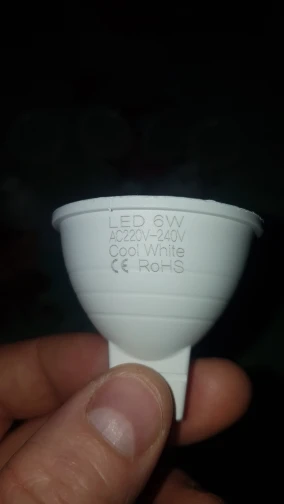 LED 6W
AC220V-240V
Cool White
CE RoHS